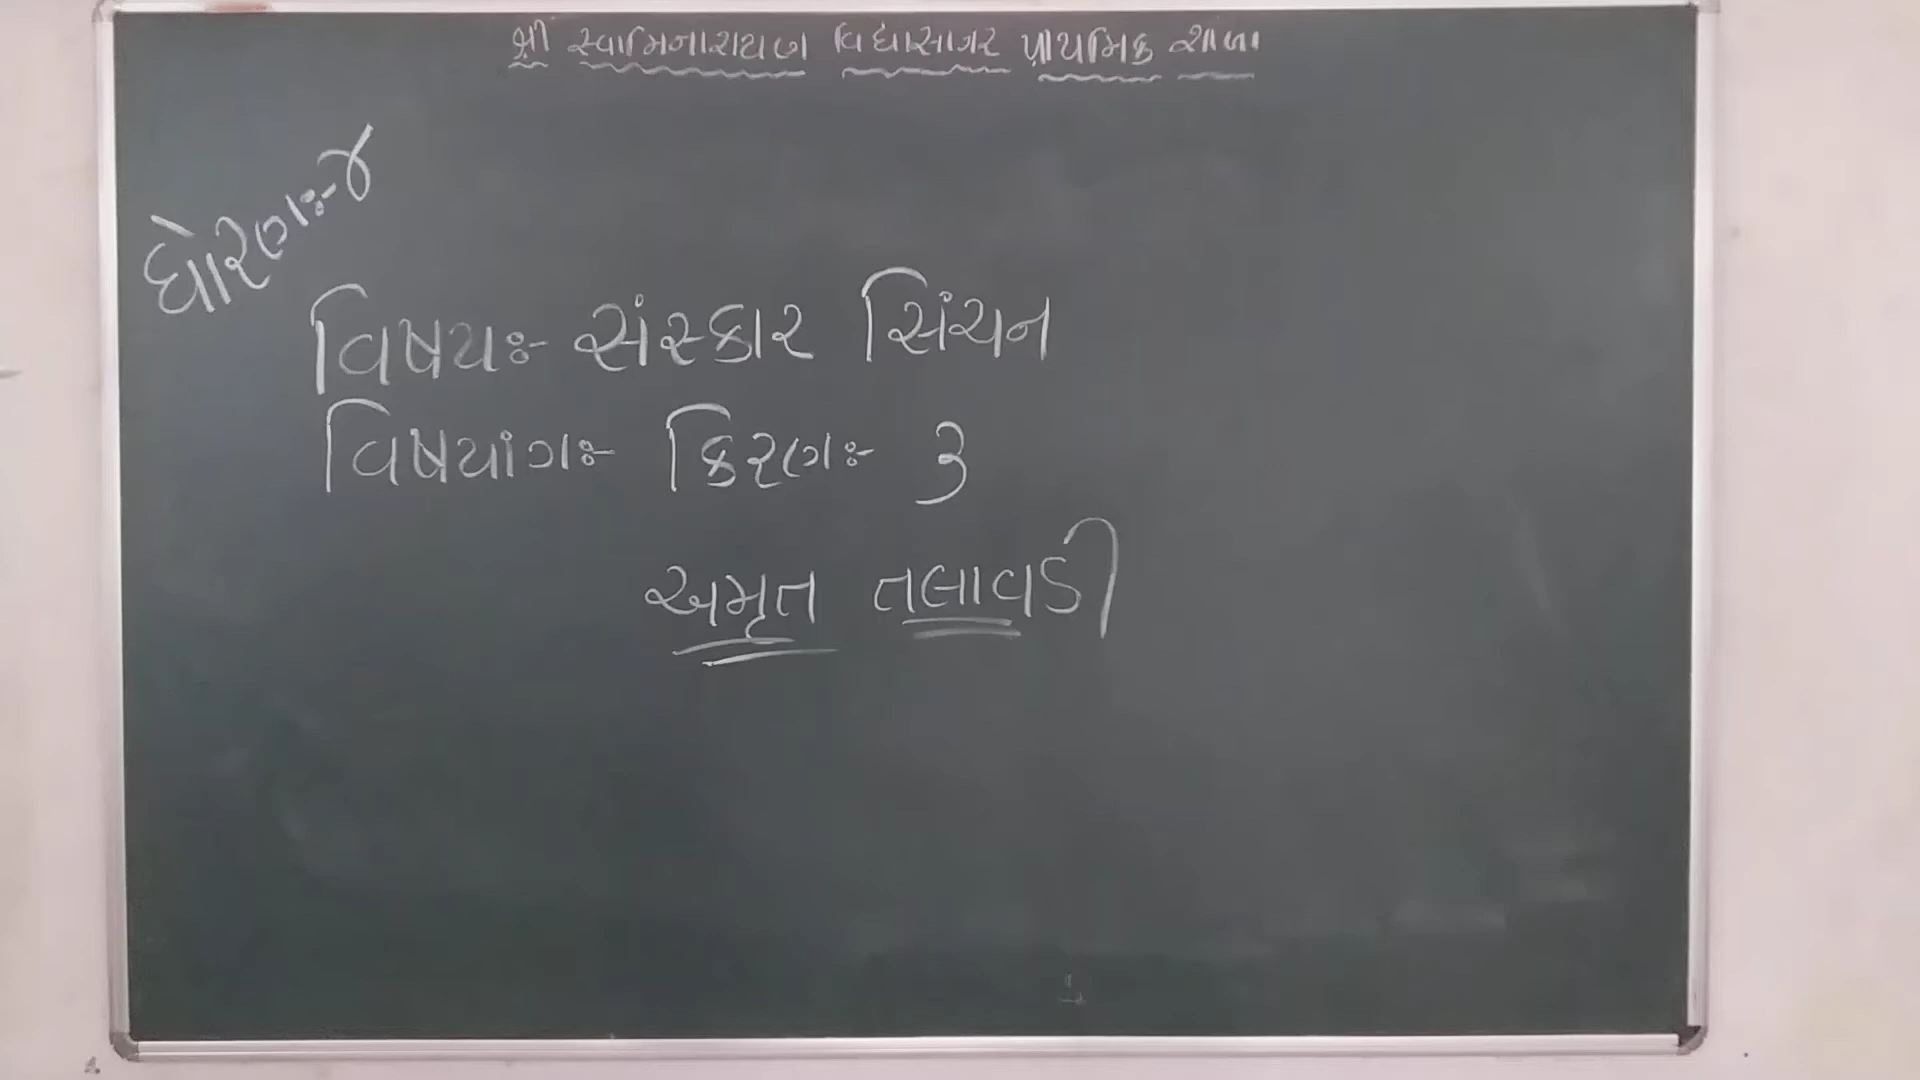 શ્રી સ્વામિનારાયણ વિદ્યાસાગર પ્રાથમિક શાળા
ધોરણઃ-૪
વિષયઃ- સંસ્કાર સિંચન
વિષયાંગઃ- કિરણઃ- ૩
અમૃત તલાવડી